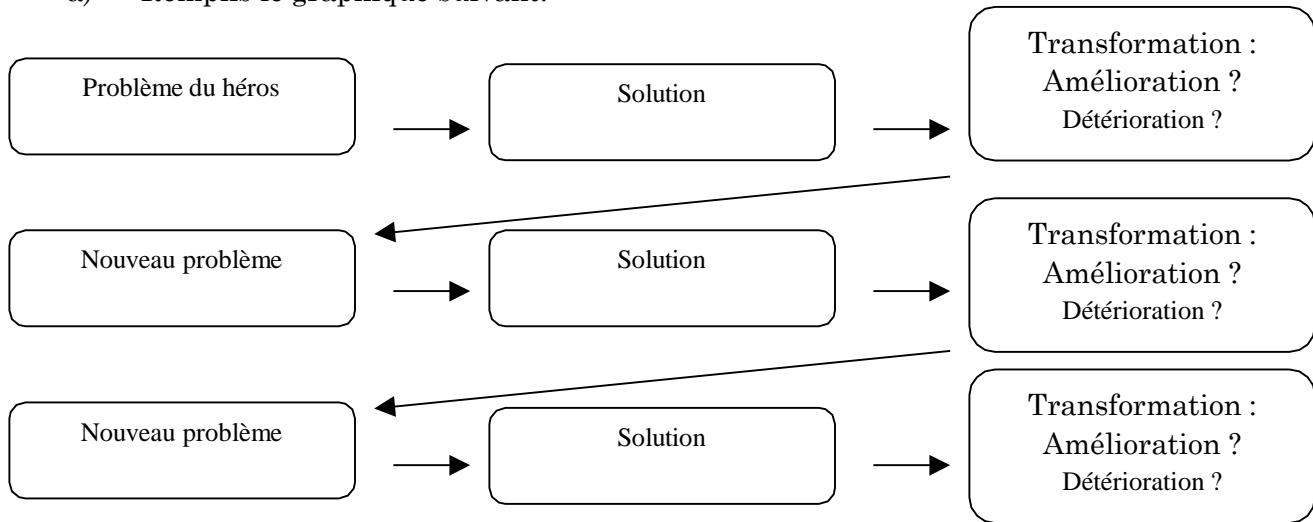 a) Remplis le graphique suivant.
Problème du héros
Solution
Transformation :
Amélioration ?
Détérioration ?
Nouveau problème
Solution
Transformation :
Amélioration ?
Détérioration ?
Nouveau problème
Solution
Transformation :
Amélioration ?
Détérioration ?